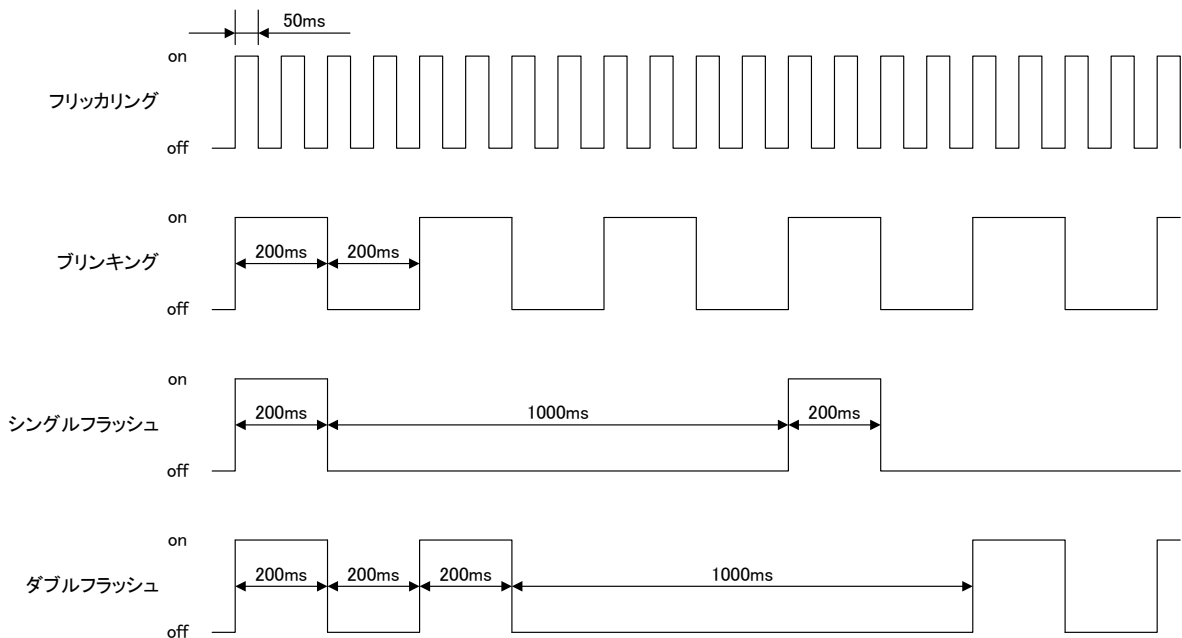 50ms
on
フリッカリング
off
on
200ms 200ms
ブリンキング
off
on
200ms 1000ms 200ms
シングルフラッシュ
off
on
200ms 200ms 200ms 1000ms
ダブルフラッシュ
off